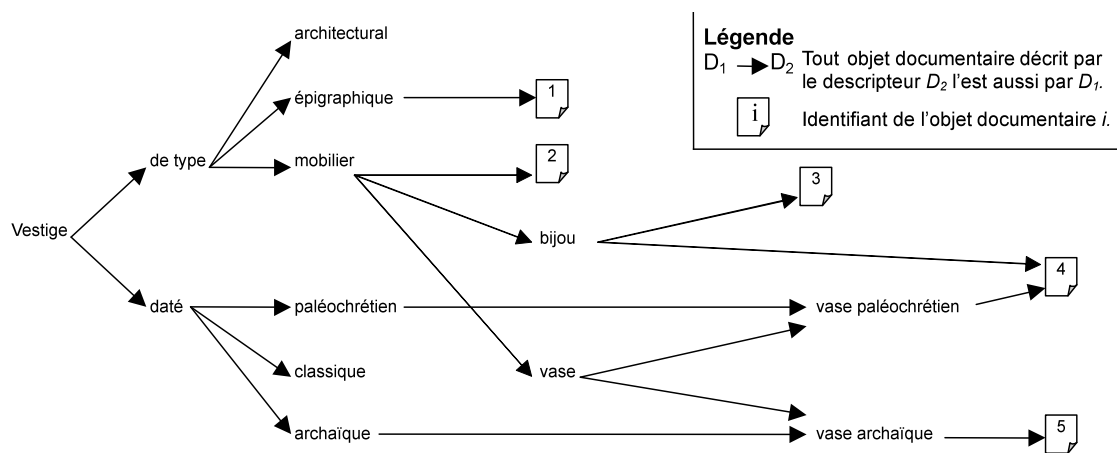 architectural
Légende
D1 D2 Tout objet documentaire décrit par
le descripteur D2 l'est aussi par D1.
i Identifiant de l'objet documentaire i.
épigraphique 1
de type mobilier 2
3
Vestige
bijou
4
daté paléochrétien vase paléochrétien
classique vase
archaïque vase archaïque 5